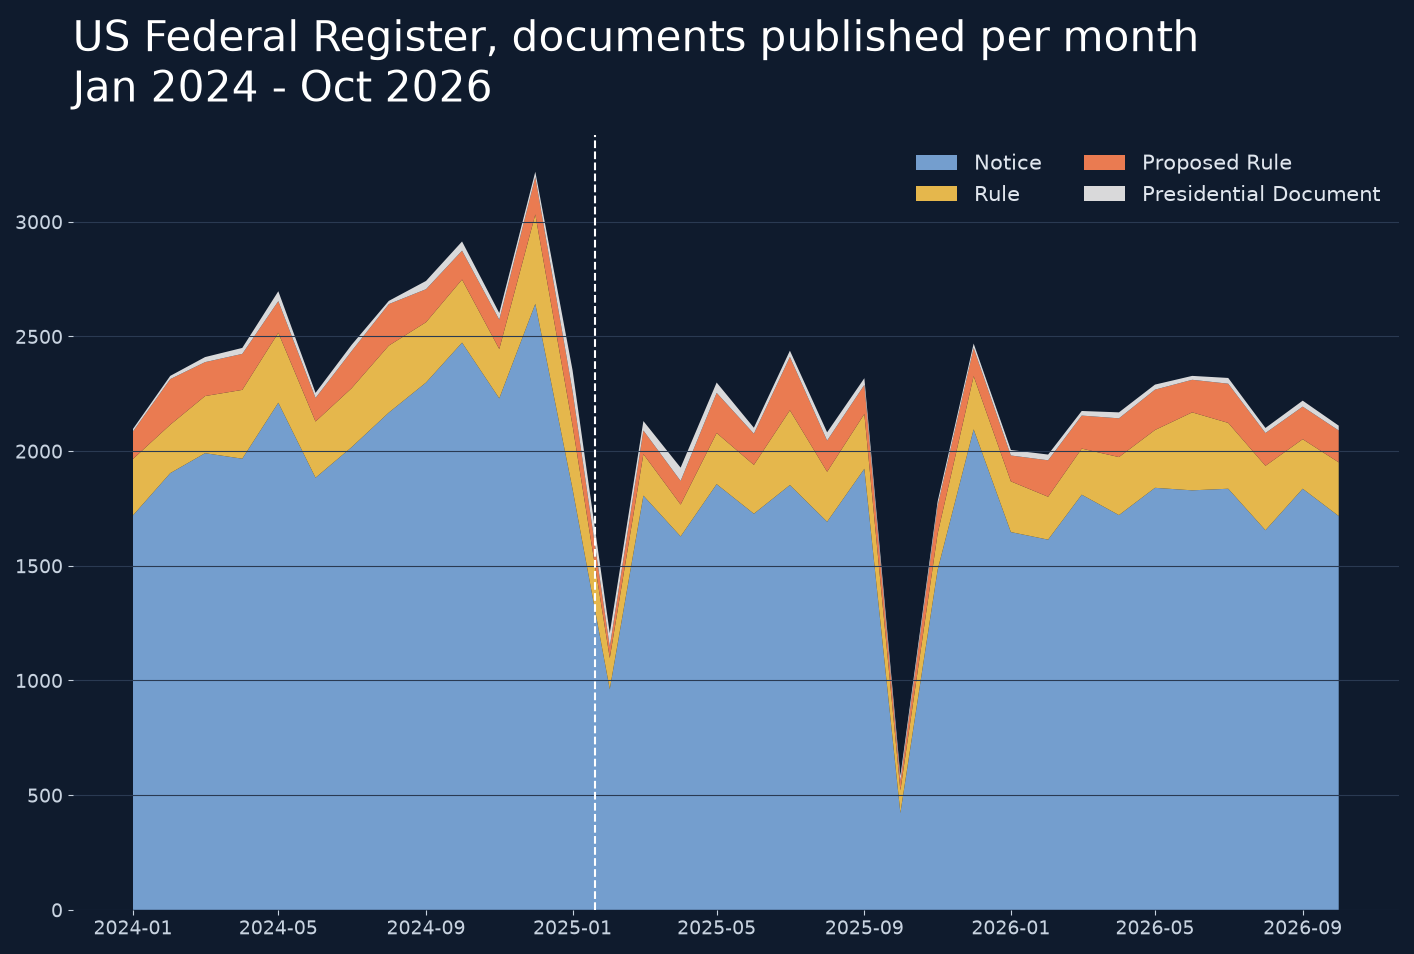 US Federal Register, documents published per month
Jan 2024 - Oct 2026
Notice
Proposed Rule
Rule
Presidential Document
3000
2500
2000
1500
1000
500
0
2024-01
2024-05
2024-09
2025-01
2025-05
2025-09
2026-01
2026-05
2026-09